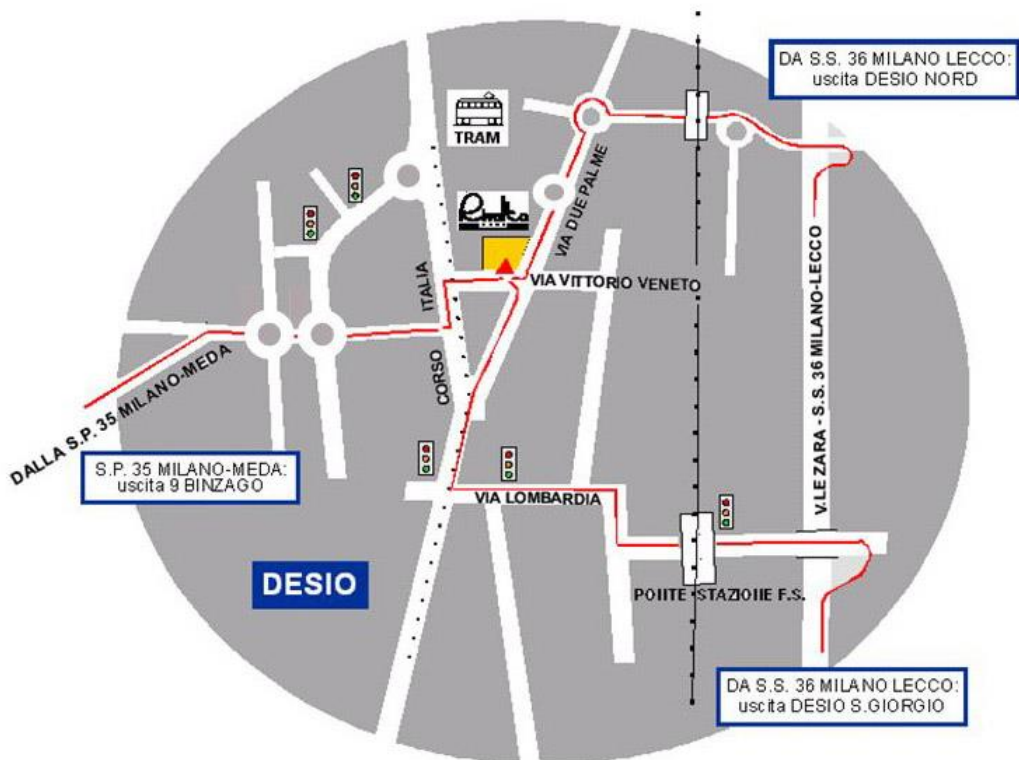 DA S.S. 36 MILANO LECCO:
uscita DESIO NORD
TRAM
VIA DUE PALME
ITALIA
VIA VITTORIO VENETO
CORSO
V.LE ZARA - S.S. 36 MILANO-LECCO
DALLA S.P. 35 MILANO-MEDA
S.P. 35 MILANO-MEDA:
uscita 9 BINZAGO
VIA LOMBARDIA
DESIO
PONTE STAZIONE F.S.
DA S.S. 36 MILANO LECCO:
uscita DESIO S.GIORGIO